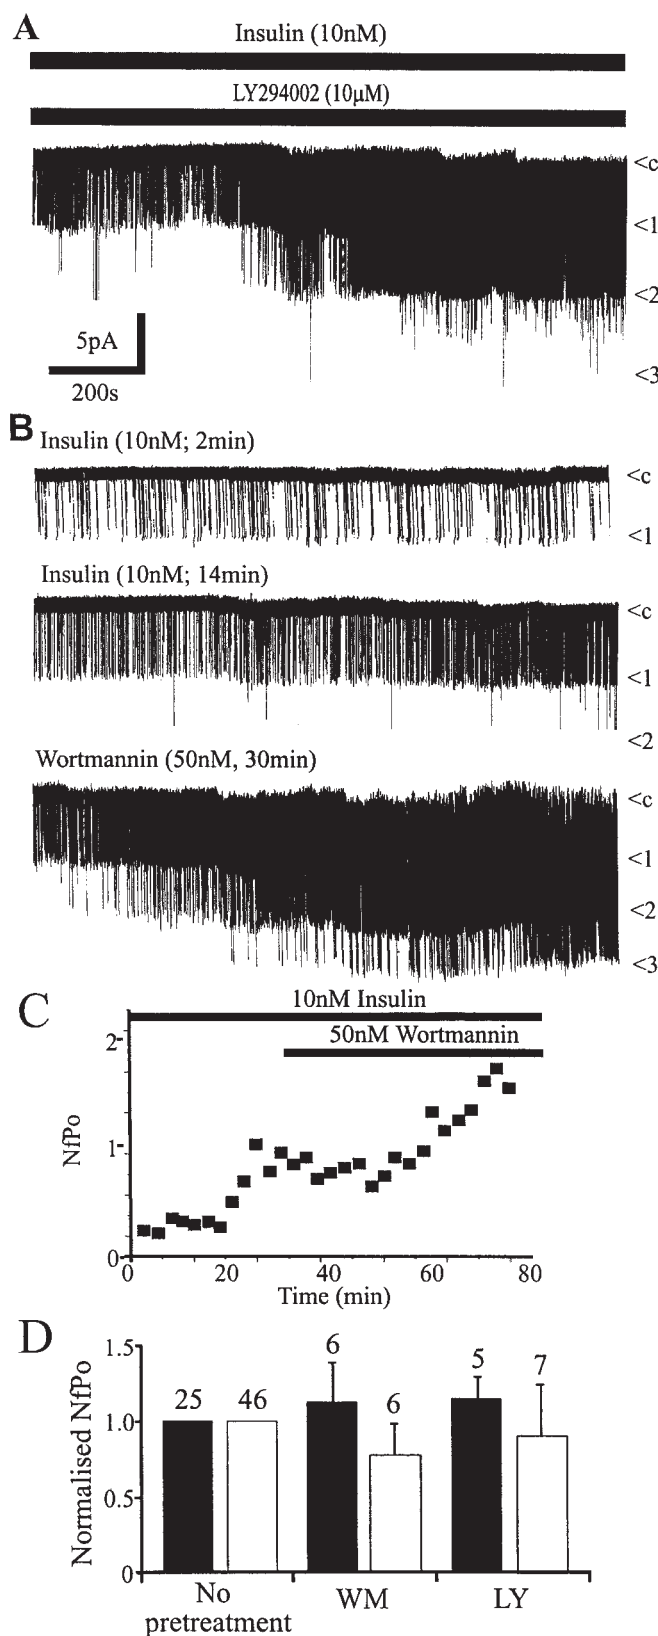 A
Insulin (10nM)
LY294002 (10µM)
<c
<1
<2
<3
5pA
200s
B
Insulin (10nM; 2min)
<c
<1
Insulin (10nM; 14min)
<c
<1
<2
Wortmannin (50nM, 30min)
<c
<1
<2
<3
C
10nM Insulin
50nM Wortmannin
2
1
0
NfPo
0 20 40 60 80
Time (min)
D
1.5
1.0
0.5
0
Normalised NfPo
25 46 6 6 5 7
No pretreatment
WM
LY